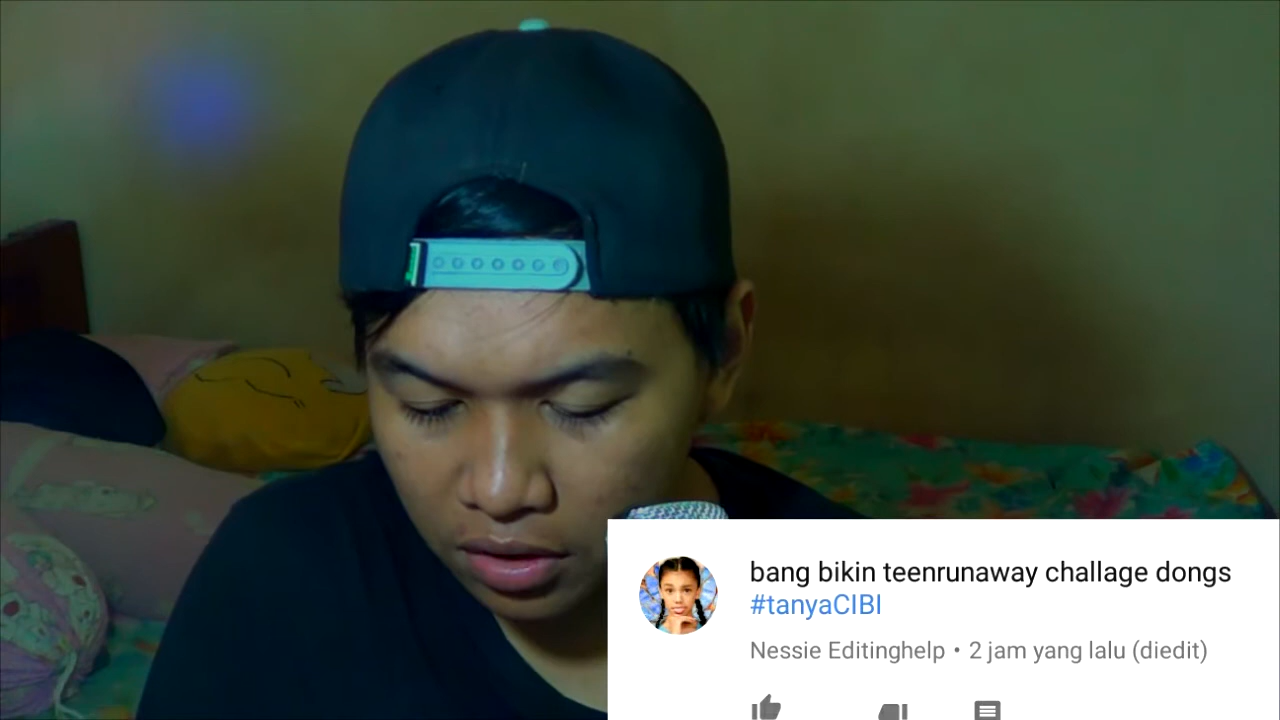 bang bikin teenrunaway challage dongs
#tanyaCIBI
Nessie Editinghelp • 2 jam yang lalu (diedit)